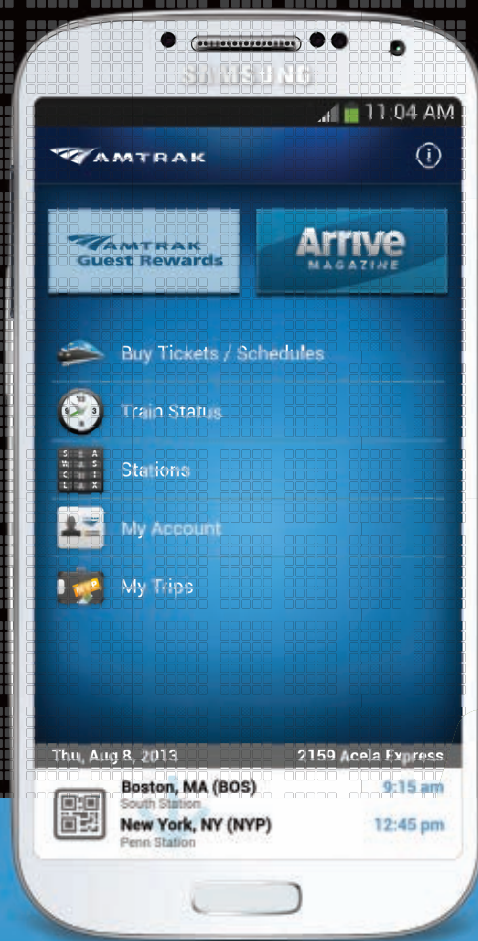 SAMSUNG
11:04 AM
AMTRAK
AMTRAK
Guest Rewards
Arrive
MAGAZINE
Buy Tickets / Schedules
Train Status
Stations
My Account
My Trips
Thu, Aug 8, 2013 2159 Acela Express
Boston, MA (BOS) 9:15 am
South Station
New York, NY (NYP) 12:45 pm
Penn Station